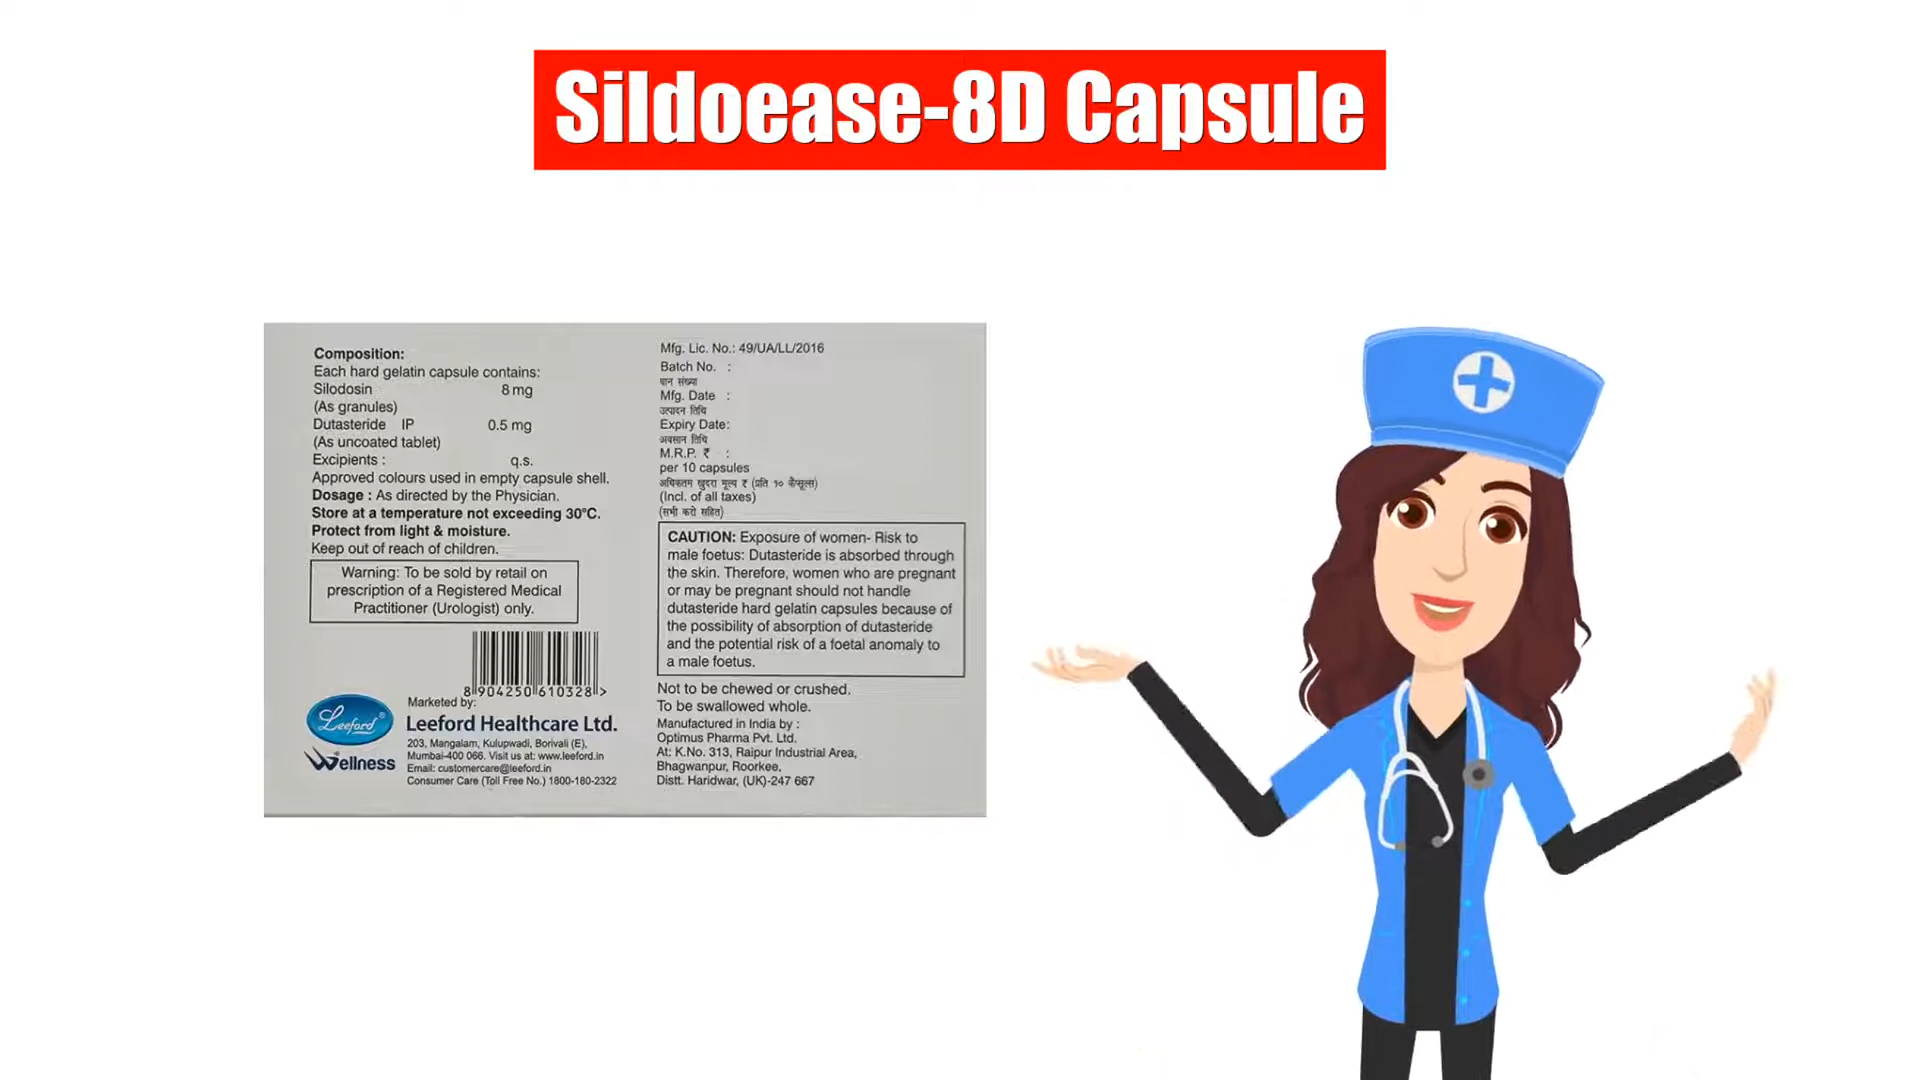 Sildoease-8D Capsule
Composition:
Each hard gelatin capsule contains:
Silodosin 8 mg
(As granules)
Dutasteride IP 0.5 mg
(As uncoated tablet)
Excipients : q.s.
Approved colours used in empty capsule shell.
Dosage : As directed by the Physician.
Store at a temperature not exceeding 30°C.
Protect from light & moisture.
Keep out of reach of children.
Warning: To be sold by retail on
prescription of a Registered Medical
Practitioner (Urologist) only.
8 904250 610328 >
Marketed by:
Leeford®
Wellness
Leeford Healthcare Ltd.
203, Mangalam, Kulupwadi, Borivali (E),
Mumbai-400 066. Visit us at: www.leeford.in
Email: customercare@leeford.in
Consumer Care (Toll Free No.) 1800-180-2322
Mfg. Lic. No.: 49/UA/LL/2016
Batch No. :
घान संख्या
Mfg. Date :
उत्पादन तिथि
Expiry Date:
अवसान तिथि
M.R.P. ₹ :
per 10 capsules
अधिकतम खुदरा मूल्य ₹ (प्रति १० कैप्सूल्स)
(Incl. of all taxes)
(सभी करो सहित)
CAUTION: Exposure of women- Risk to
male foetus: Dutasteride is absorbed through
the skin. Therefore, women who are pregnant
or may be pregnant should not handle
dutasteride hard gelatin capsules because of
the possibility of absorption of dutasteride
and the potential risk of a foetal anomaly to
a male foetus.
Not to be chewed or crushed.
To be swallowed whole.
Manufactured in India by :
Optimus Pharma Pvt. Ltd.
At: K.No. 313, Raipur Industrial Area,
Bhagwanpur, Roorkee,
Distt. Haridwar, (UK)-247 667